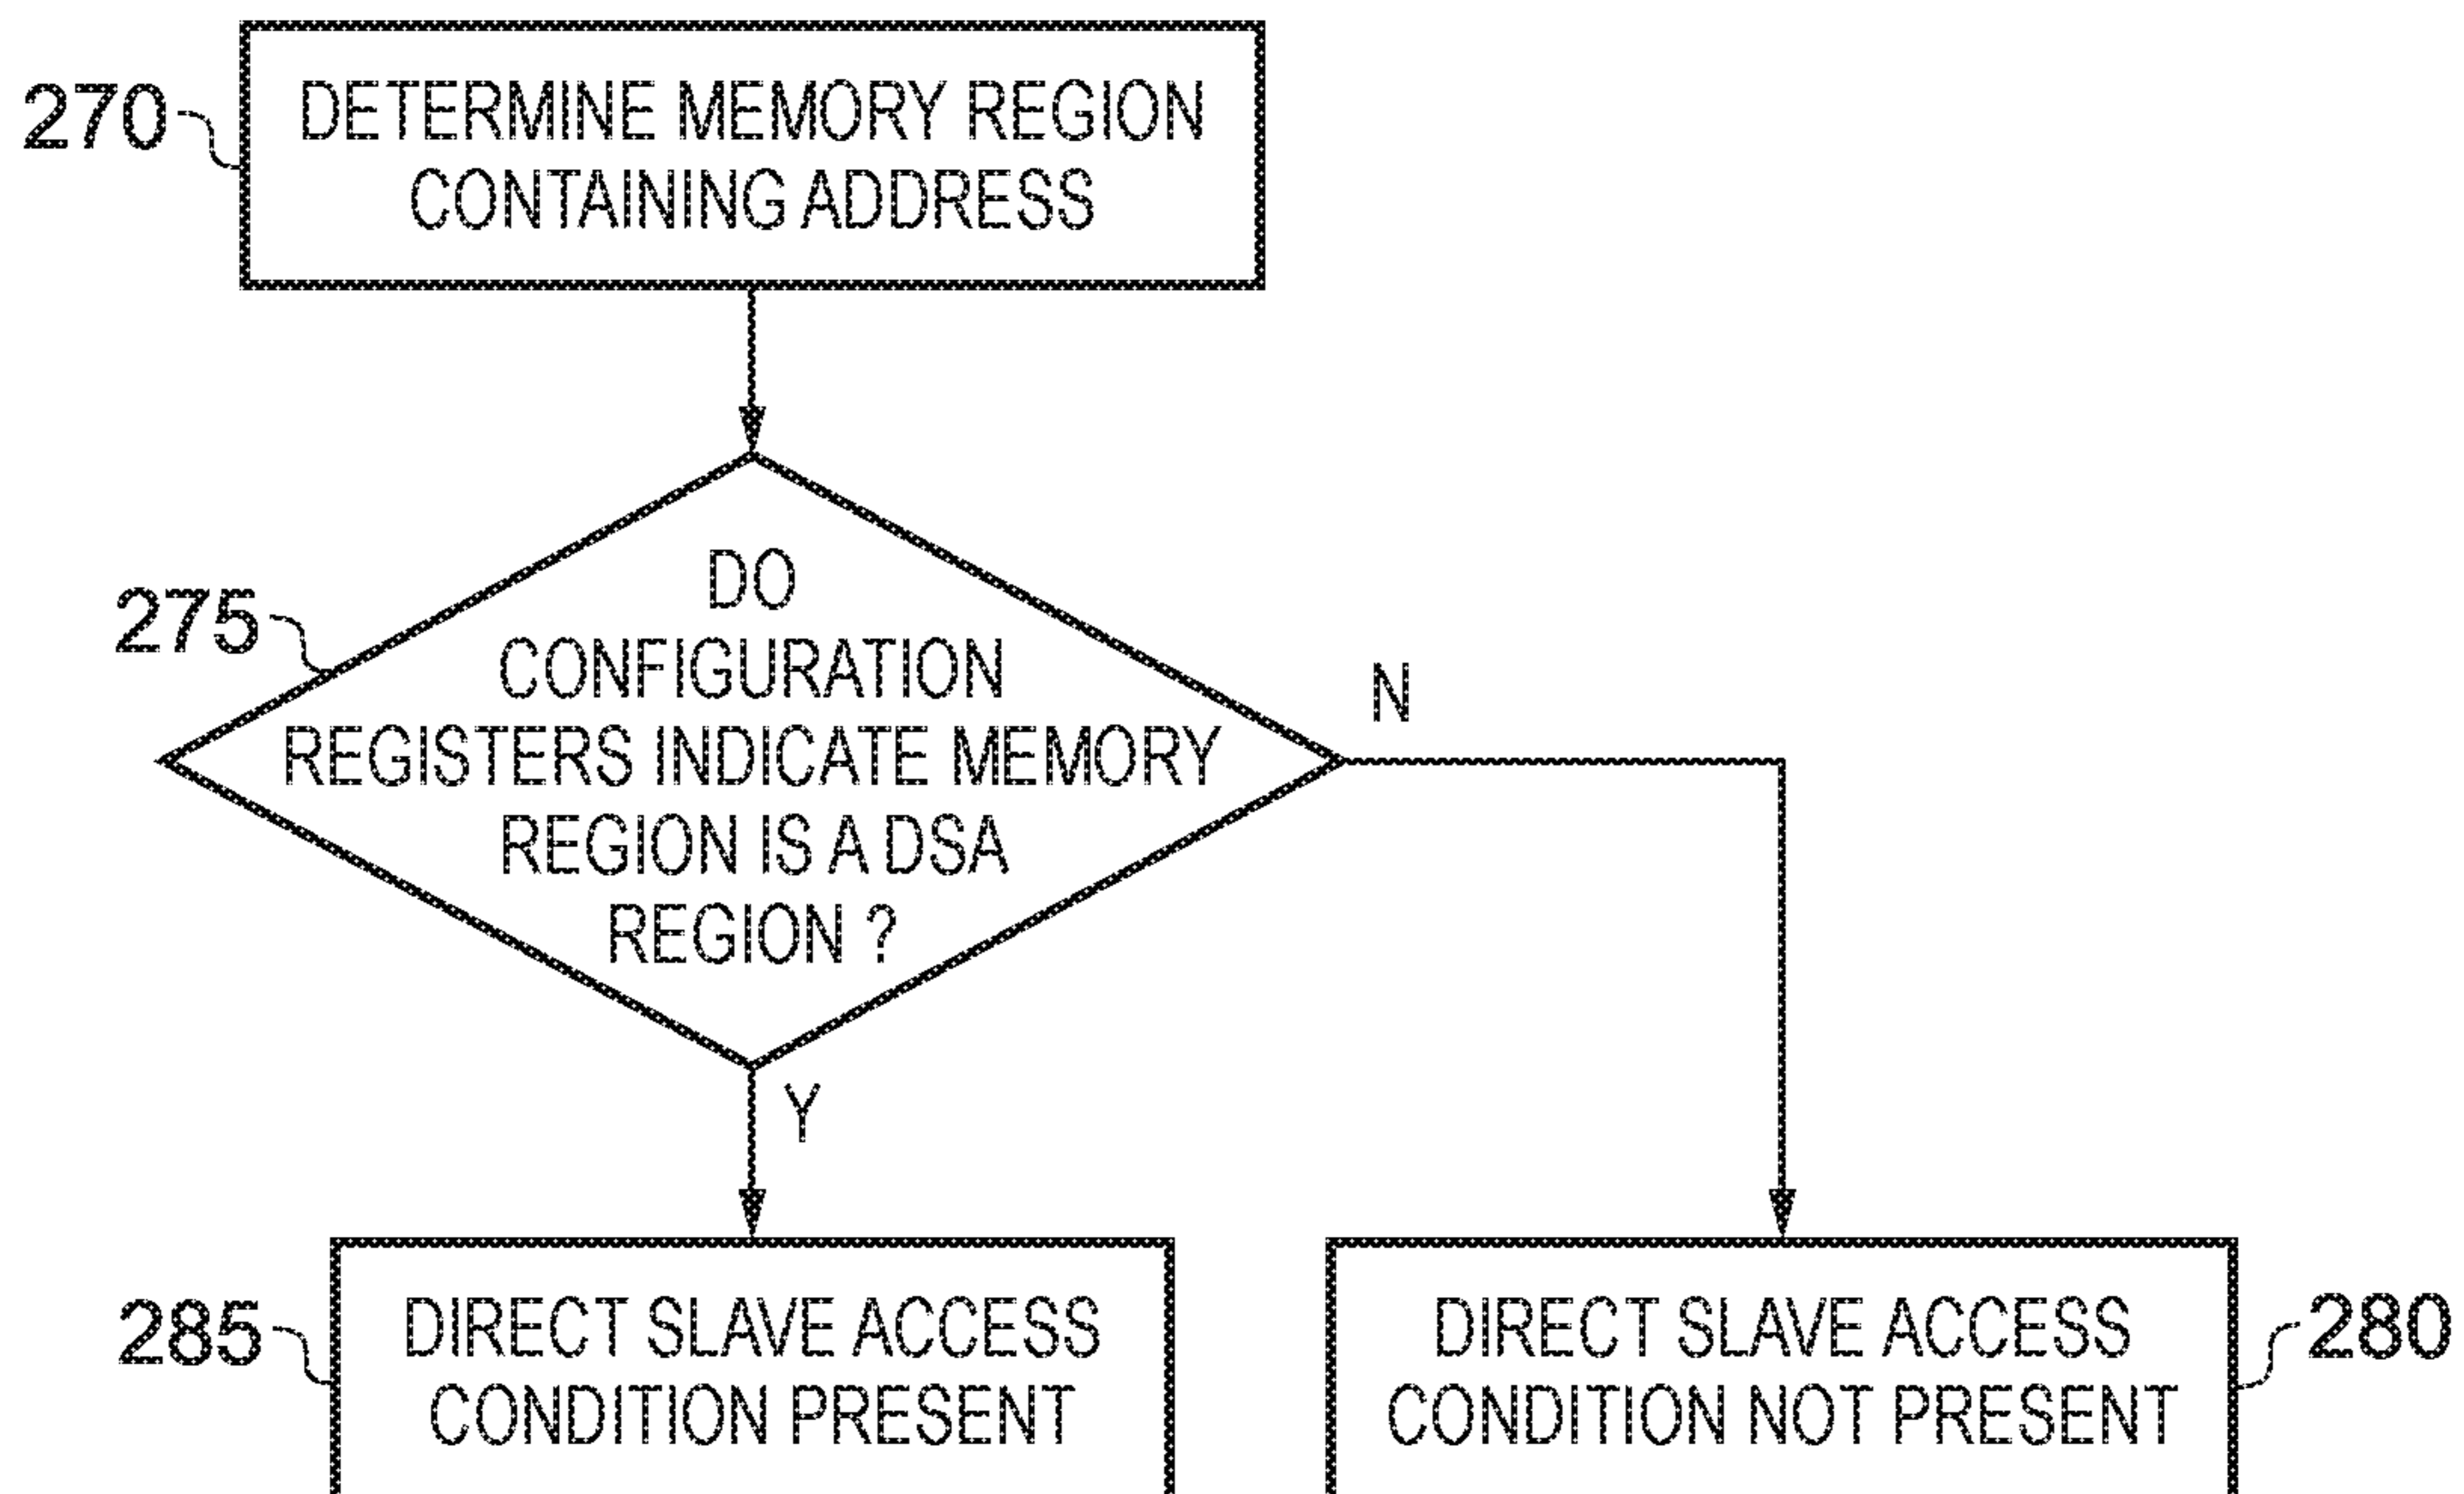 270
DETERMINE MEMORY REGION
CONTAINING ADDRESS
275
DO
CONFIGURATION
REGISTERS INDICATE MEMORY
REGION IS A DSA
REGION ?
N
Y
285
DIRECT SLAVE ACCESS
CONDITION PRESENT
DIRECT SLAVE ACCESS
CONDITION NOT PRESENT
280